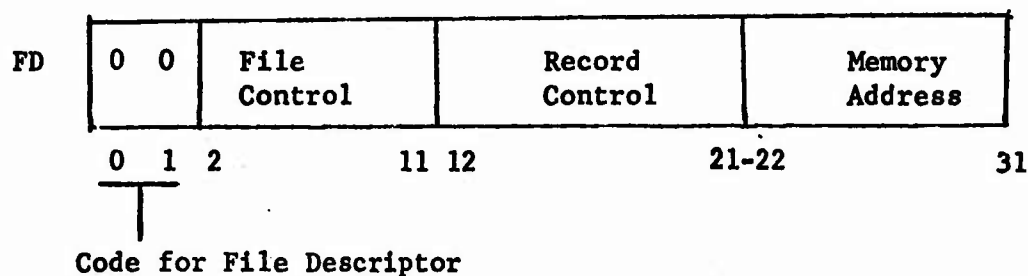 FD 0 0 File Record Memory
Control Control Address
0 1 2 11 12 21-22 31
Code for File Descriptor